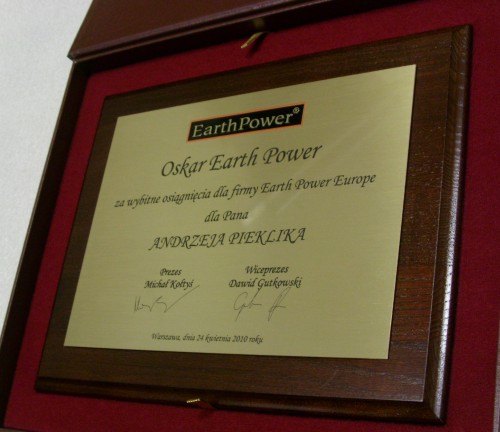 EarthPower®
Oskar Earth Power
za wybitne osiągnięcia dla firmy Earth Power Europe
dla Pana
ANDRZEJA PIEKLIKA
Prezes Wiceprezes
Michał Kołtyś Dawid Gutkowski
Warszawa, dnia 24 kwietnia 2010 roku